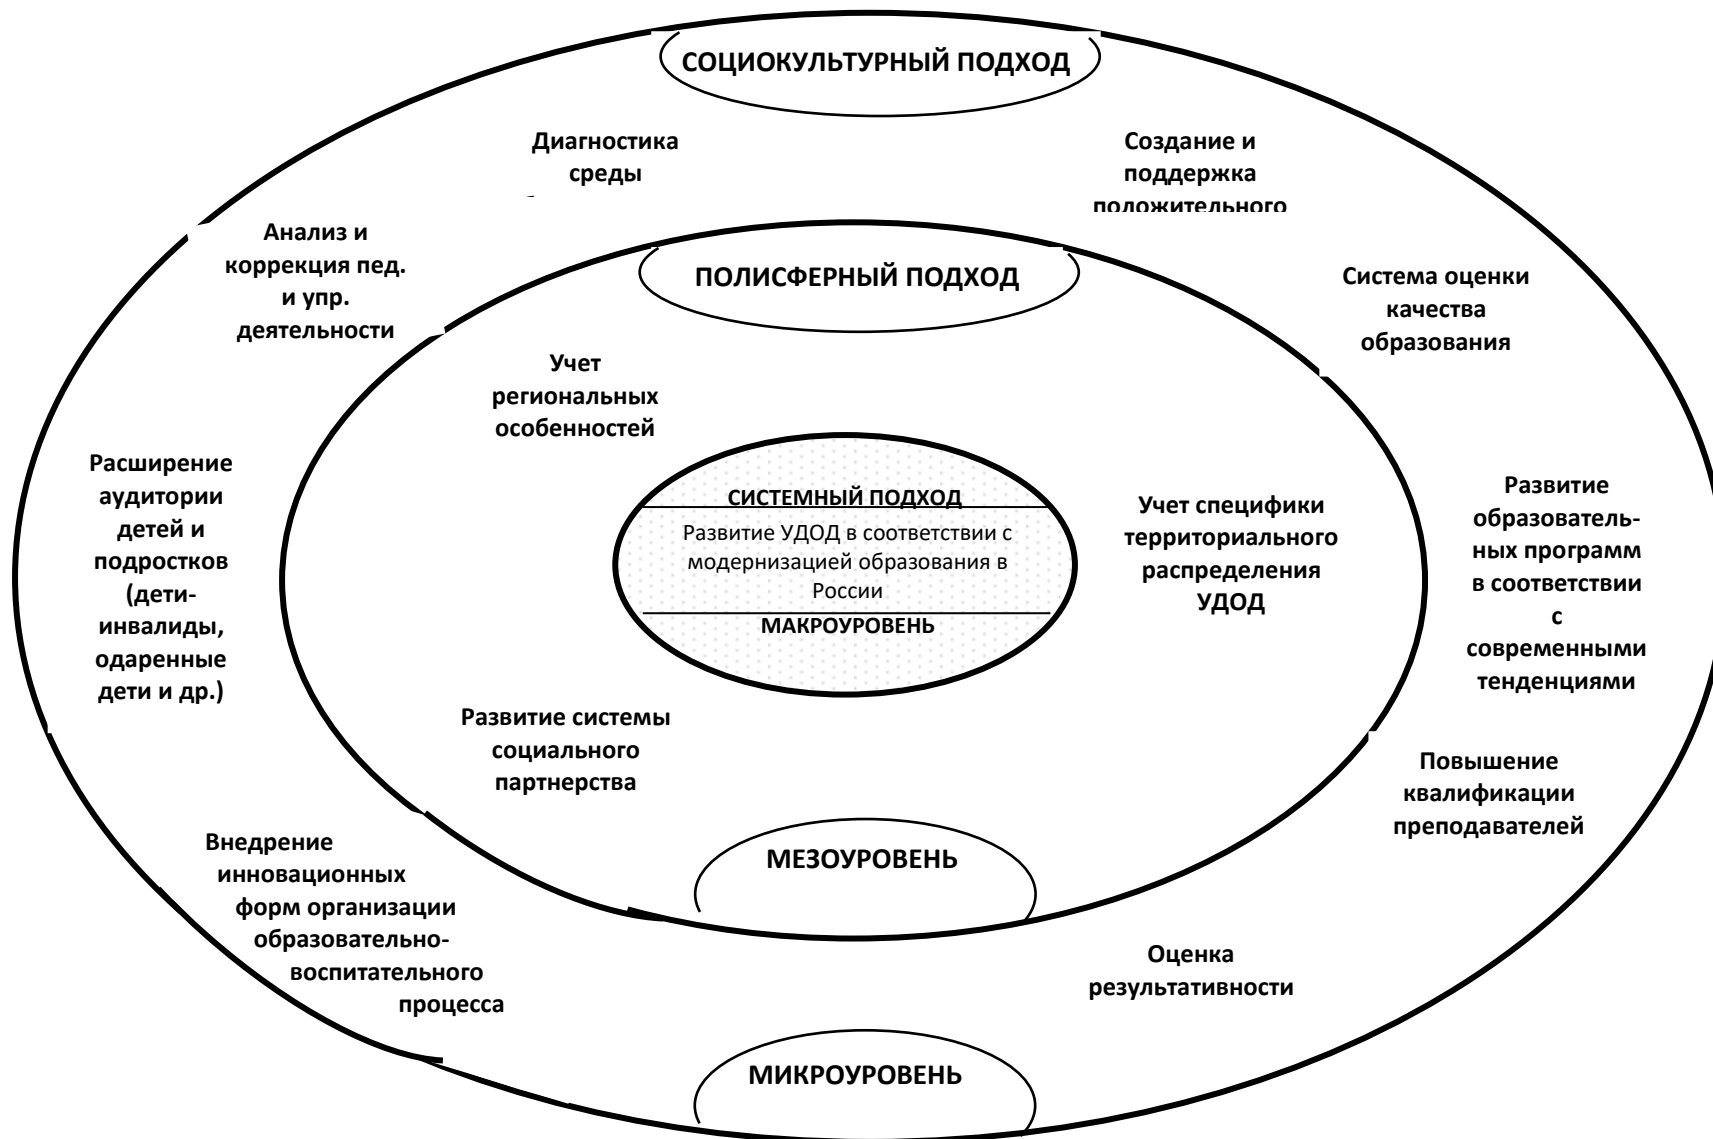 СОЦИОКУЛЬТУРНЫЙ ПОДХОД
Диагностика
среды
Создание и
поддержка
положительного
Анализ и
коррекция пед.
и упр.
деятельности
ПОЛИСФЕРНЫЙ ПОДХОД
Система оценки
качества
образования
Учет
региональных
особенностей
Расширение
аудитории
детей и
подростков
(дети-
инвалиды,
одаренные
дети и др.)
СИСТЕМНЫЙ ПОДХОД
Развитие УДОД в соответствии с
модернизацией образования в
России
МАКРОУРОВЕНЬ
Учет специфики
территориального
распределения
УДОД
Развитие
образователь-
ных программ
в соответствии
с
современными
тенденциями
Развитие системы
социального
партнерства
Повышение
квалификации
преподавателей
Внедрение
инновационных
форм организации
образовательно-
воспитательного
процесса
МЕЗОУРОВЕНЬ
Оценка
результативности
МИКРОУРОВЕНЬ